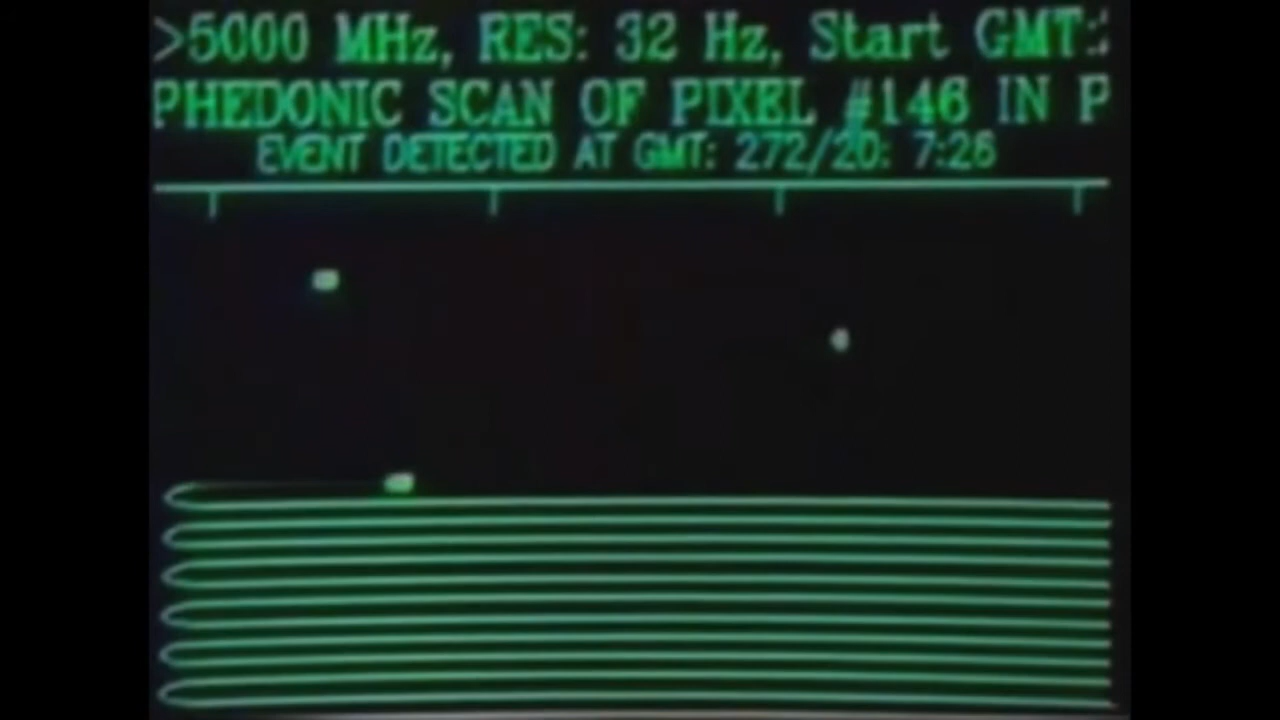 >5000 MHz, RES: 32 Hz, Start GMT:
PHEDONIC SCAN OF PIXEL #146 IN P
EVENT DETECTED AT GMT: 272/20: 7:26